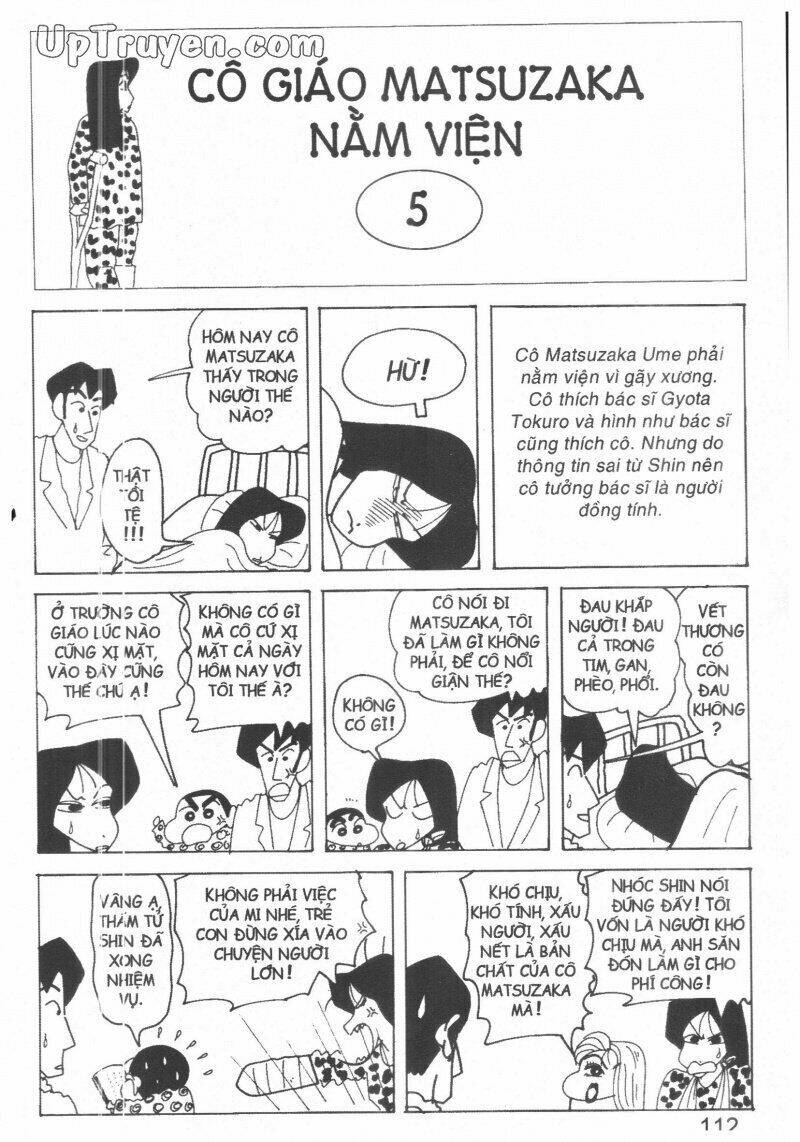 UpTruyen.com
CÔ GIÁO MATSUZAKA
NẰM VIỆN
5
Cô Matsuzaka Ume phải
nằm viện vì gãy xương.
Cô thích bác sĩ Gyota
Tokuro và hình như bác sĩ
cũng thích cô. Nhưng do
thông tin sai từ Shin nên
cô tưởng bác sĩ là người
đồng tính.
HỪ!
HÔM NAY CÔ
MATSUZAKA
THẤY TRONG
NGƯỜI THẾ
NÀO?
THẬT
TỒI
TỆ
!!!
VẾT
THƯƠNG
CÓ
CÒN
ĐAU
KHÔNG
?
ĐAU KHẮP
NGƯỜI! ĐAU
CẢ TRONG
TIM, GAN,
PHÈO, PHỔI.
CÔ NÓI ĐI
MATSUZAKA, TÔI
ĐÃ LÀM GÌ KHÔNG
PHẢI, ĐỂ CÔ NỔI
GIẬN THẾ?
KHÔNG
CÓ GÌ!
KHÔNG CÓ GÌ
MÀ CÔ CỨ XỊ
MẶT CẢ NGÀY
HÔM NAY VỚI
TÔI THẾ À?
Ở TRƯỜNG CÔ
GIÁO LÚC NÀO
CŨNG XỊ MẶT,
VÀO ĐÂY CŨNG
THẾ CHÚ Ạ!
NHÓC SHIN NÓI
ĐÚNG ĐẤY! TÔI
VỐN LÀ NGƯỜI KHÓ
CHỊU MÀ, ANH SĂN
ĐÓN LÀM GÌ CHO
PHÍ CÔNG!
KHÓ CHỊU,
KHÓ TÍNH, XẤU
NGƯỜI, XẤU
NẾT LÀ BẢN
CHẤT CỦA CÔ
MATSUZAKA
MÀ!
KHÔNG PHẢI VIỆC
CỦA MI NHÉ, TRẺ
CON ĐỪNG XÍA VÀO
CHUYỆN NGƯỜI
LỚN!
VÂNG Ạ,
THÁM TỬ
SHIN ĐÃ
XONG
NHIỆM
VỤ.
112